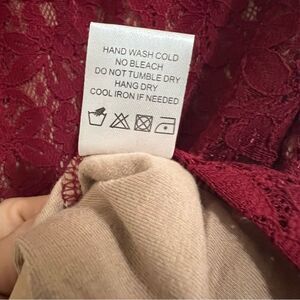 HAND WASH COLD
NO BLEACH
DO NOT TUMBLE DRY
HANG DRY
COOL IRON IF NEEDED